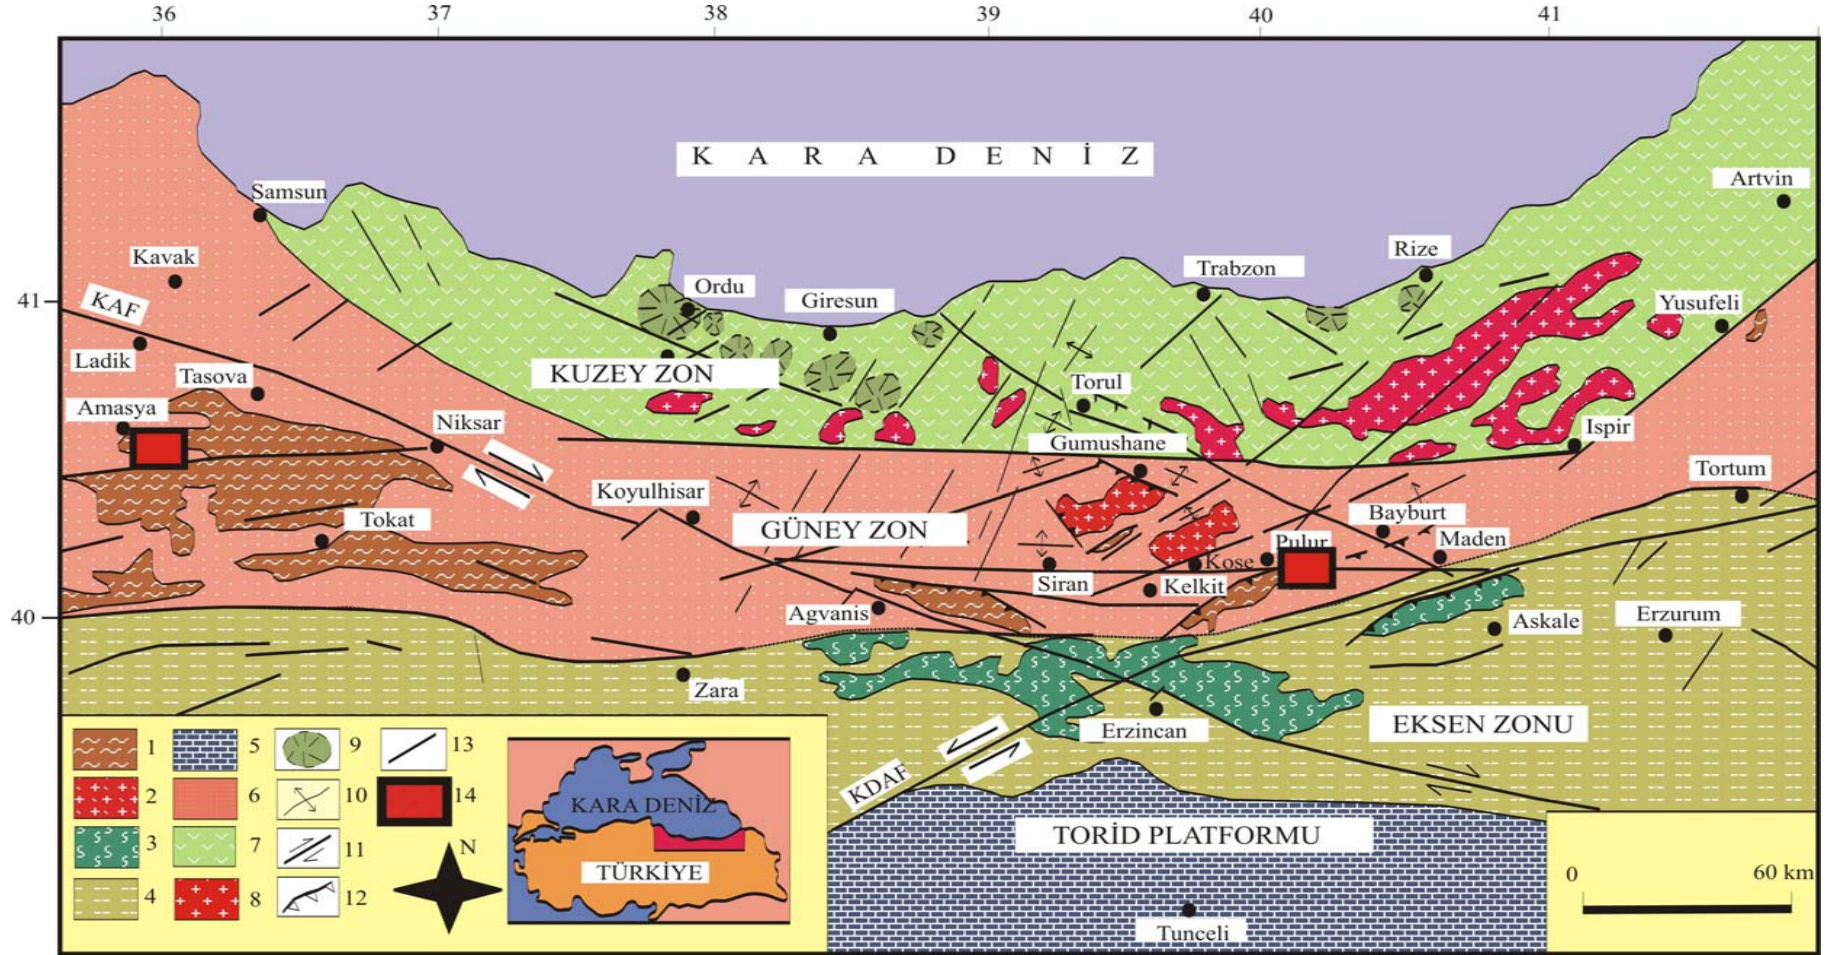 36 37 38 39 40 41
K A R A D E N İ Z
Artvin
Samsun
Rize
Kavak
Trabzon
Ordu
Giresun
41
KAF
Yusufeli
Ladik
Tasova
KUZEY ZON
Torul
Amasya
Niksar
Gumushane
Ispir
Tortum
Koyulhisar
Tokat
GÜNEY ZON
Bayburt
Pulur
Maden
Kose
Siran
Kelkit
40
Agvanis
Askale
Erzurum
Zara
Erzincan
EKSEN ZONU
KDAF
TORİD PLATFORMU
Tunceli
1 5 9 13
2 6 10 14
3 7 11
4 8 12
N
KARA DENİZ
TÜRKİYE
0 60 km